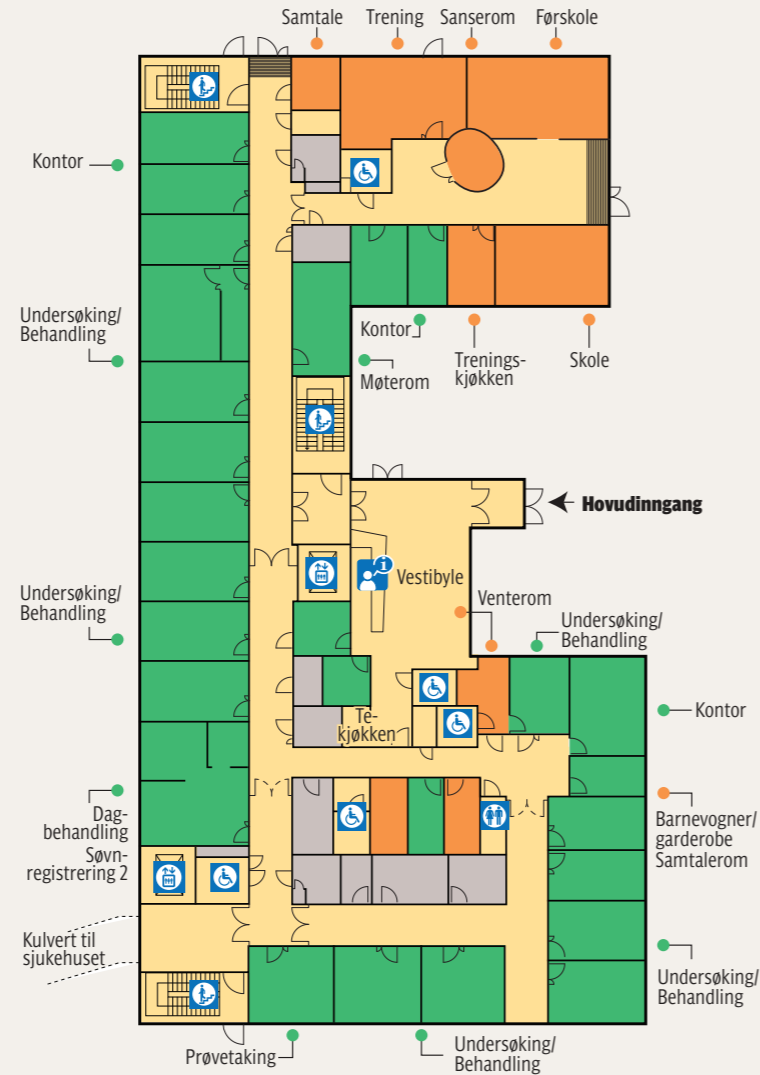 Samtale
Trening
Sanserom
Førskole
Kontor
Undersøking/
Behandling
Kontor
Møterom
Trenings-
kjøkken
Skole
Hovudinngang
i
Vestibyle
Venterom
Undersøking/
Behandling
Undersøking/
Behandling
Te-
kjøkken
Kontor
Dag-
behandling
Søvn-
registrering 2
Barnevogner/
garderobe
Samtalerom
Kulvert til
sjukehuset
Undersøking/
Behandling
Prøvetaking
Undersøking/
Behandling